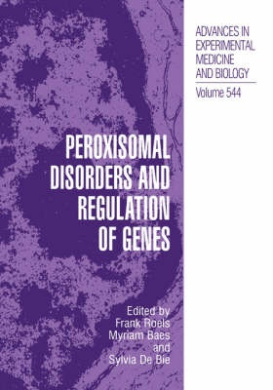 ADVANCES IN
EXPERIMENTAL
MEDICINE
AND BIOLOGY
Volume 544
PEROXISOMAL
DISORDERS AND
REGULATION
OF GENES
Edited by
Frank Roels
Myriam Baes
and
Sylvia De Bie